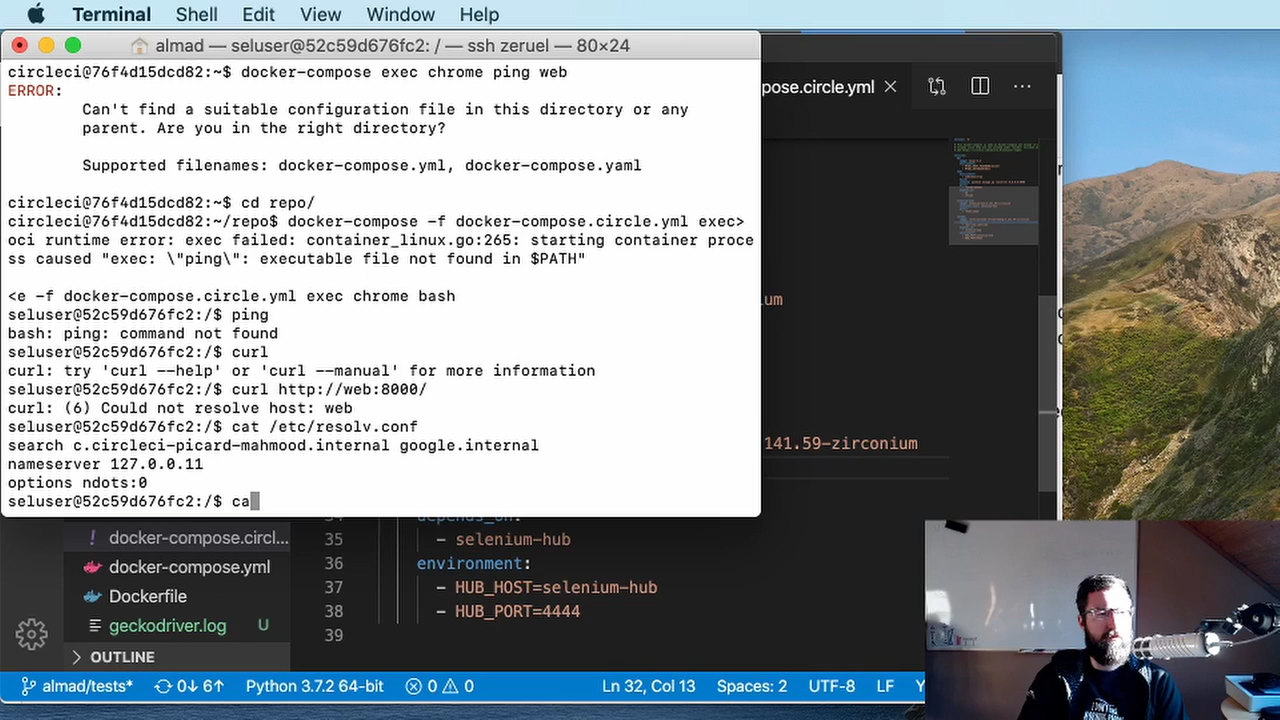 Terminal Shell Edit View Window Help
almad — seluser@52c59d676fc2: / — ssh zeruel — 80×24
circleci@76f4d15dcd82:~$ docker-compose exec chrome ping web
ERROR:
Can't find a suitable configuration file in this directory or any
parent. Are you in the right directory?
Supported filenames: docker-compose.yml, docker-compose.yaml
circleci@76f4d15dcd82:~$ cd repo/
circleci@76f4d15dcd82:~/repo$ docker-compose -f docker-compose.circle.yml exec>
oci runtime error: exec failed: container_linux.go:265: starting container proce
ss caused "exec: \"ping\": executable file not found in $PATH"
<e -f docker-compose.circle.yml exec chrome bash
seluser@52c59d676fc2:/$ ping
bash: ping: command not found
seluser@52c59d676fc2:/$ curl
curl: try 'curl --help' or 'curl --manual' for more information
seluser@52c59d676fc2:/$ curl http://web:8000/
curl: (6) Could not resolve host: web
seluser@52c59d676fc2:/$ cat /etc/resolv.conf
search c.circleci-picard-mahmood.internal google.internal
nameserver 127.0.0.11
options ndots:0
seluser@52c59d676fc2:/$ ca
pose.circle.yml
ium
141.59-zirconium
34 depends_on:
35 - selenium-hub
36 environment:
37 - HUB_HOST=selenium-hub
38 - HUB_PORT=4444
39
! docker-compose.circl...
docker-compose.yml
Dockerfile
geckodriver.log U
OUTLINE
almad/tests* 0↓ 6↑ Python 3.7.2 64-bit 0 0 Ln 32, Col 13 Spaces: 2 UTF-8 LF Y